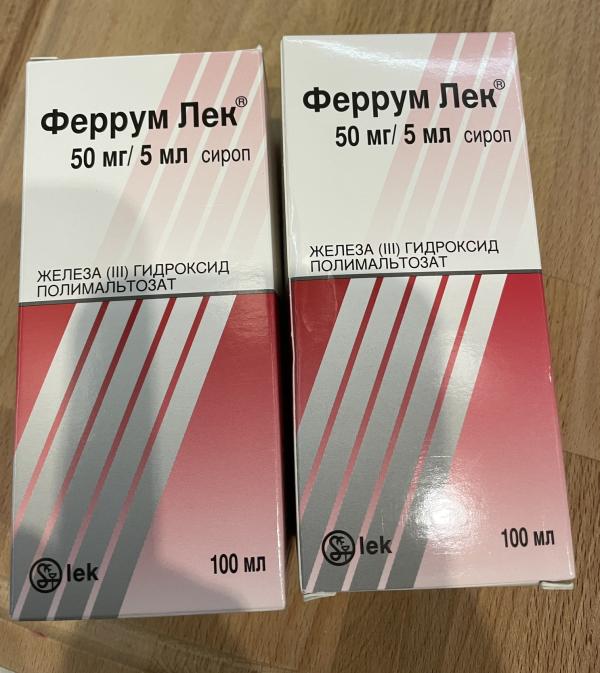 Феррум Лек®
50 мг/ 5 мл сироп
ЖЕЛЕЗА (III) ГИДРОКСИД
ПОЛИМАЛЬТОЗАТ
lek
100 мл
Феррум Лек®
50 мг/ 5 мл сироп
ЖЕЛЕЗА (III) ГИДРОКСИД
ПОЛИМАЛЬТОЗАТ
lek
100 мл